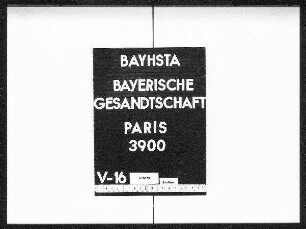 BAYHSTA
BAYERISCHE
GESANDTSCHAFT
PARIS
3900
V-16